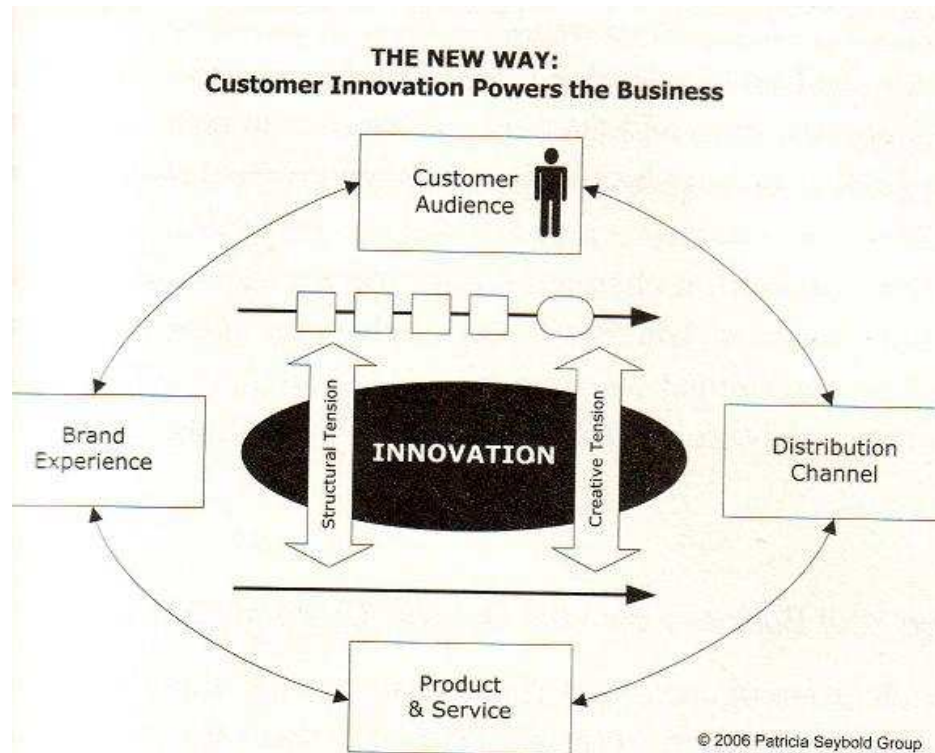 THE NEW WAY:
Customer Innovation Powers the Business
Customer
Audience
Brand
Experience
Structural Tension
INNOVATION
Creative Tension
Distribution
Channel
Product
& Service
© 2006 Patricia Seybold Group